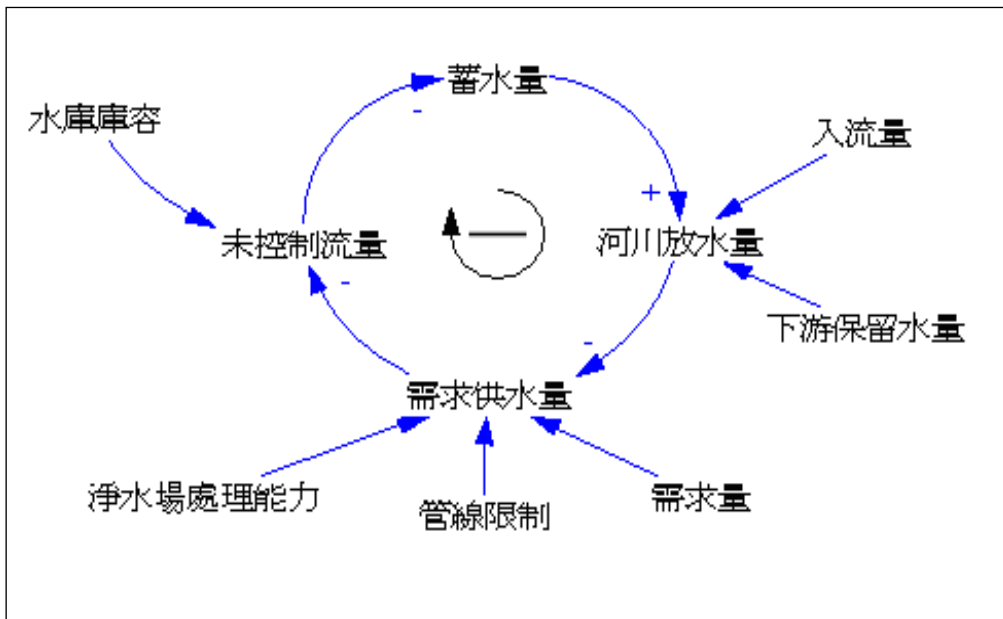 蓄水量
水庫庫容
入流量
-
+
未控制流量
河川放水量
-
下游保留水量
-
需求供水量
淨水場處理能力
管線限制
需求量